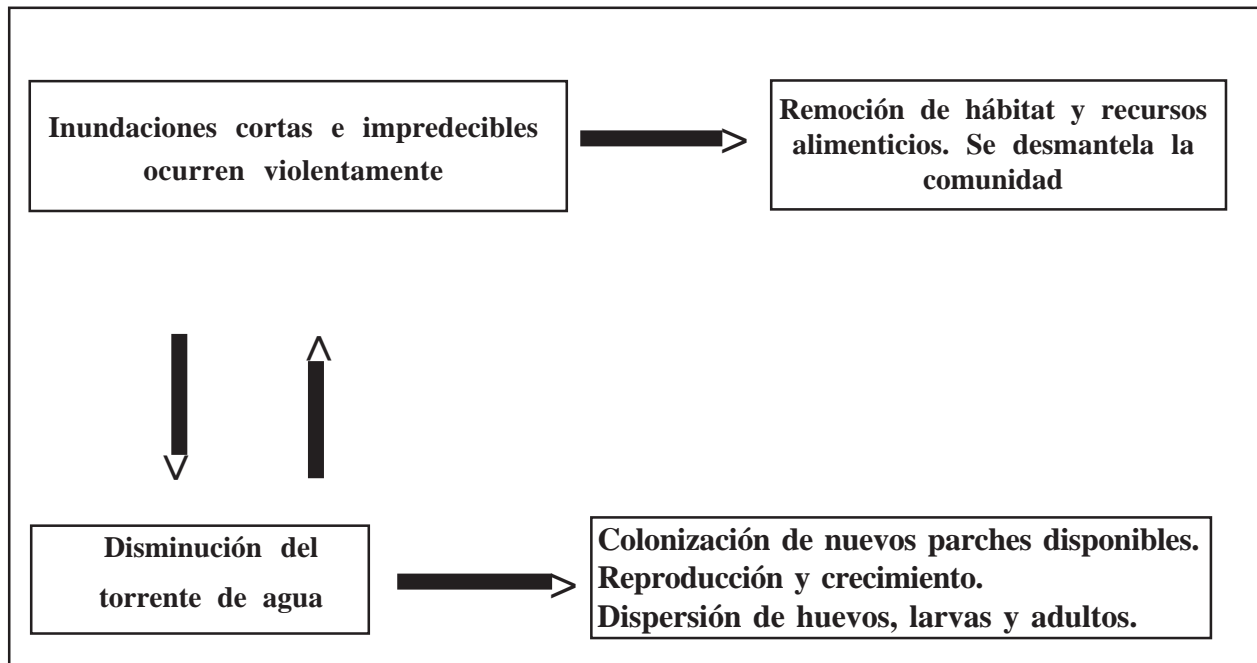 Inundaciones cortas e impredecibles
ocurren violentamente
Remoción de hábitat y recursos
alimenticios. Se desmantela la
comunidad
Disminución del
torrente de agua
Colonización de nuevos parches disponibles.
Reproducción y crecimiento.
Dispersión de huevos, larvas y adultos.